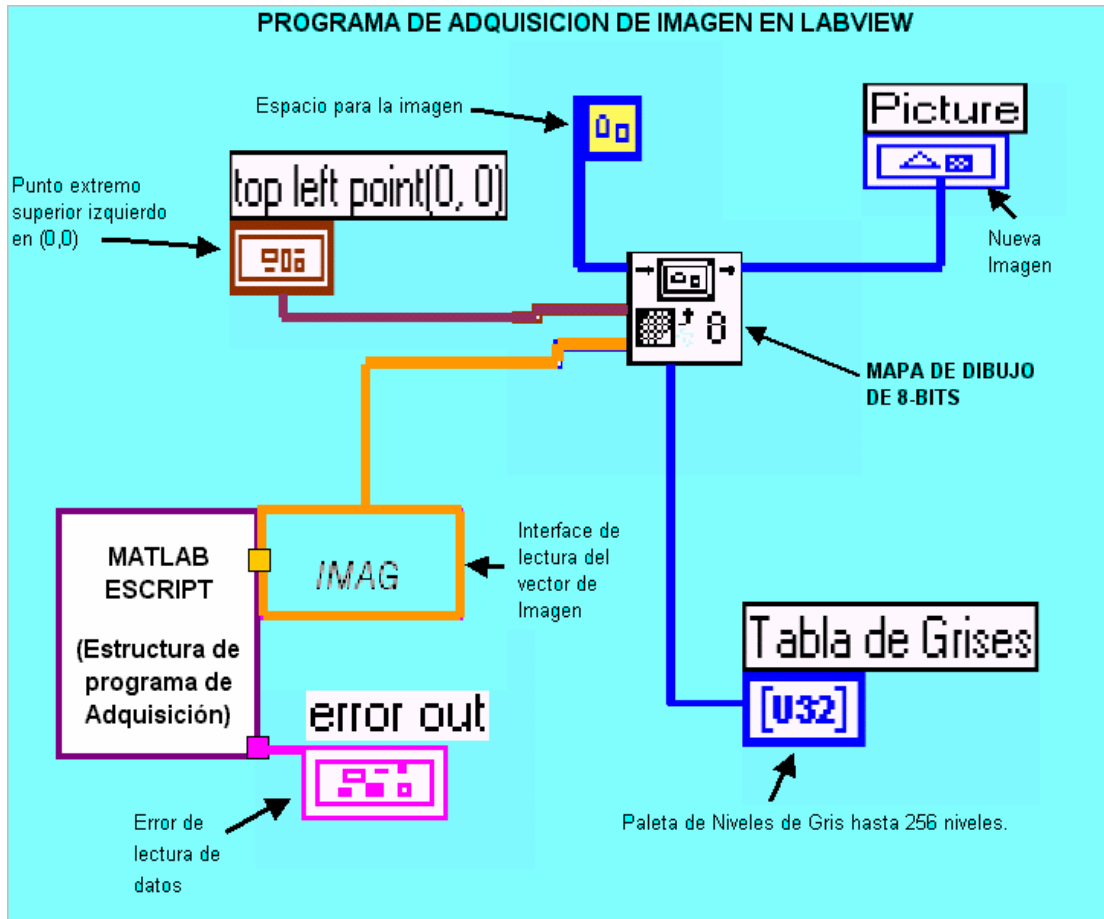 PROGRAMA DE ADQUISICION DE IMAGEN EN LABVIEW
Espacio para la imagen
Picture
top left point(0, 0)
Punto extremo
superior izquierdo
en (0,0)
Nueva
Imagen
8
MAPA DE DIBUJO
DE 8-BITS
MATLAB
ESCRIPT
(Estructura de
programa de
Adquisición)
IMAG
Interface de
lectura del
vector de
Imagen
Tabla de Grises
[U32]
error out
Error de
lectura de
datos
Paleta de Niveles de Gris hasta 256 niveles.